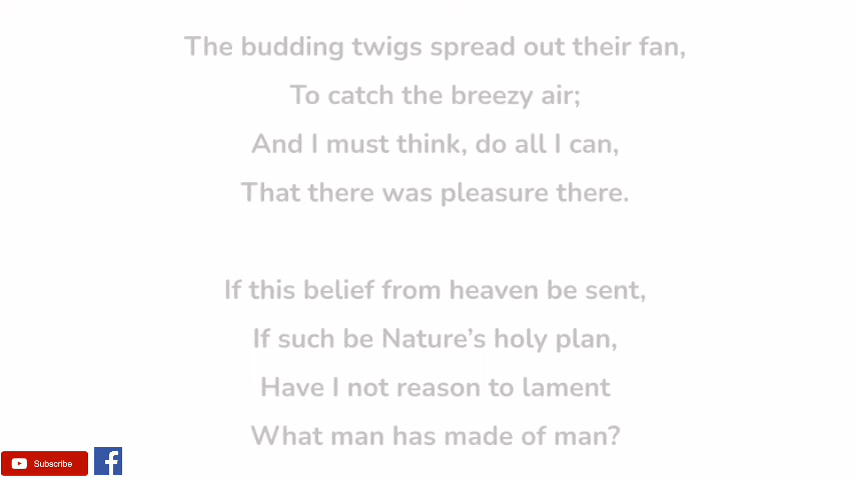 The budding twigs spread out their fan,
To catch the breezy air;
And I must think, do all I can,
That there was pleasure there.
If this belief from heaven be sent,
If such be Nature’s holy plan,
Have I not reason to lament
What man has made of man?
Subscribe